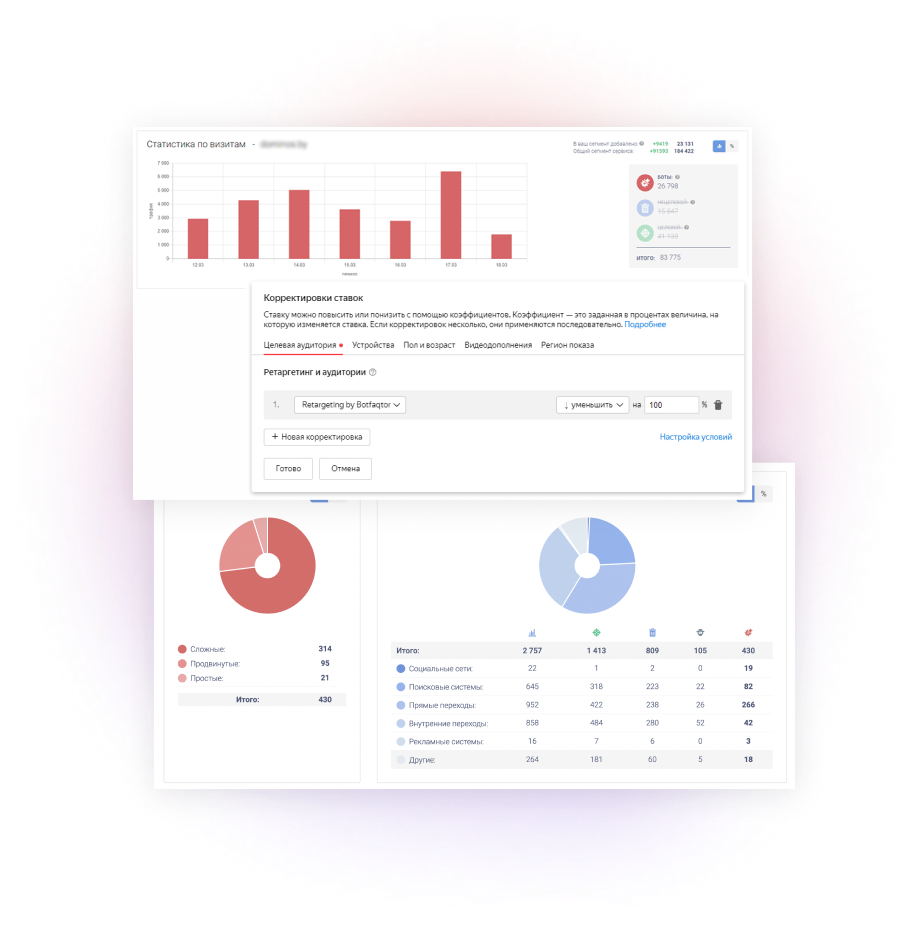 Статистика по визитам -
В ваш сегмент добавлено: +9419 23 131
Общий сегмент сервиса: +91593 184 422
%
7 000
6 000
5 000
4 000
3 000
2 000
1 000
0
12.03 13.03 14.03 15.03 16.03 17.03 18.03
боты:
26 798
нецелевой:
15 847
целевой:
41 130
итого: 83 775
Корректировки ставок
Ставку можно повысить или понизить с помощью коэффициентов. Коэффициент — это заданная в процентах величина, на
которую изменяется ставка. Если корректировок несколько, они применяются последовательно. Подробнее
Целевая аудитория Устройства Пол и возраст Видеодополнения Регион показа
Ретаргетинг и аудитории ?
1. Retargeting by Botfaqtor ↓ уменьшить на 100 %
+ Новая корректировка Настройка условий
Готово Отмена
%
Сложные: 314
Продвинутые: 95
Простые: 21
Итого: 430
Итого: 2 757 1 413 809 105 430
Социальные сети: 22 1 2 0 19
Поисковые системы: 645 318 223 22 82
Прямые переходы: 952 422 238 26 266
Внутренние переходы: 858 484 280 52 42
Рекламные системы: 16 7 6 0 3
Другие: 264 181 60 5 18